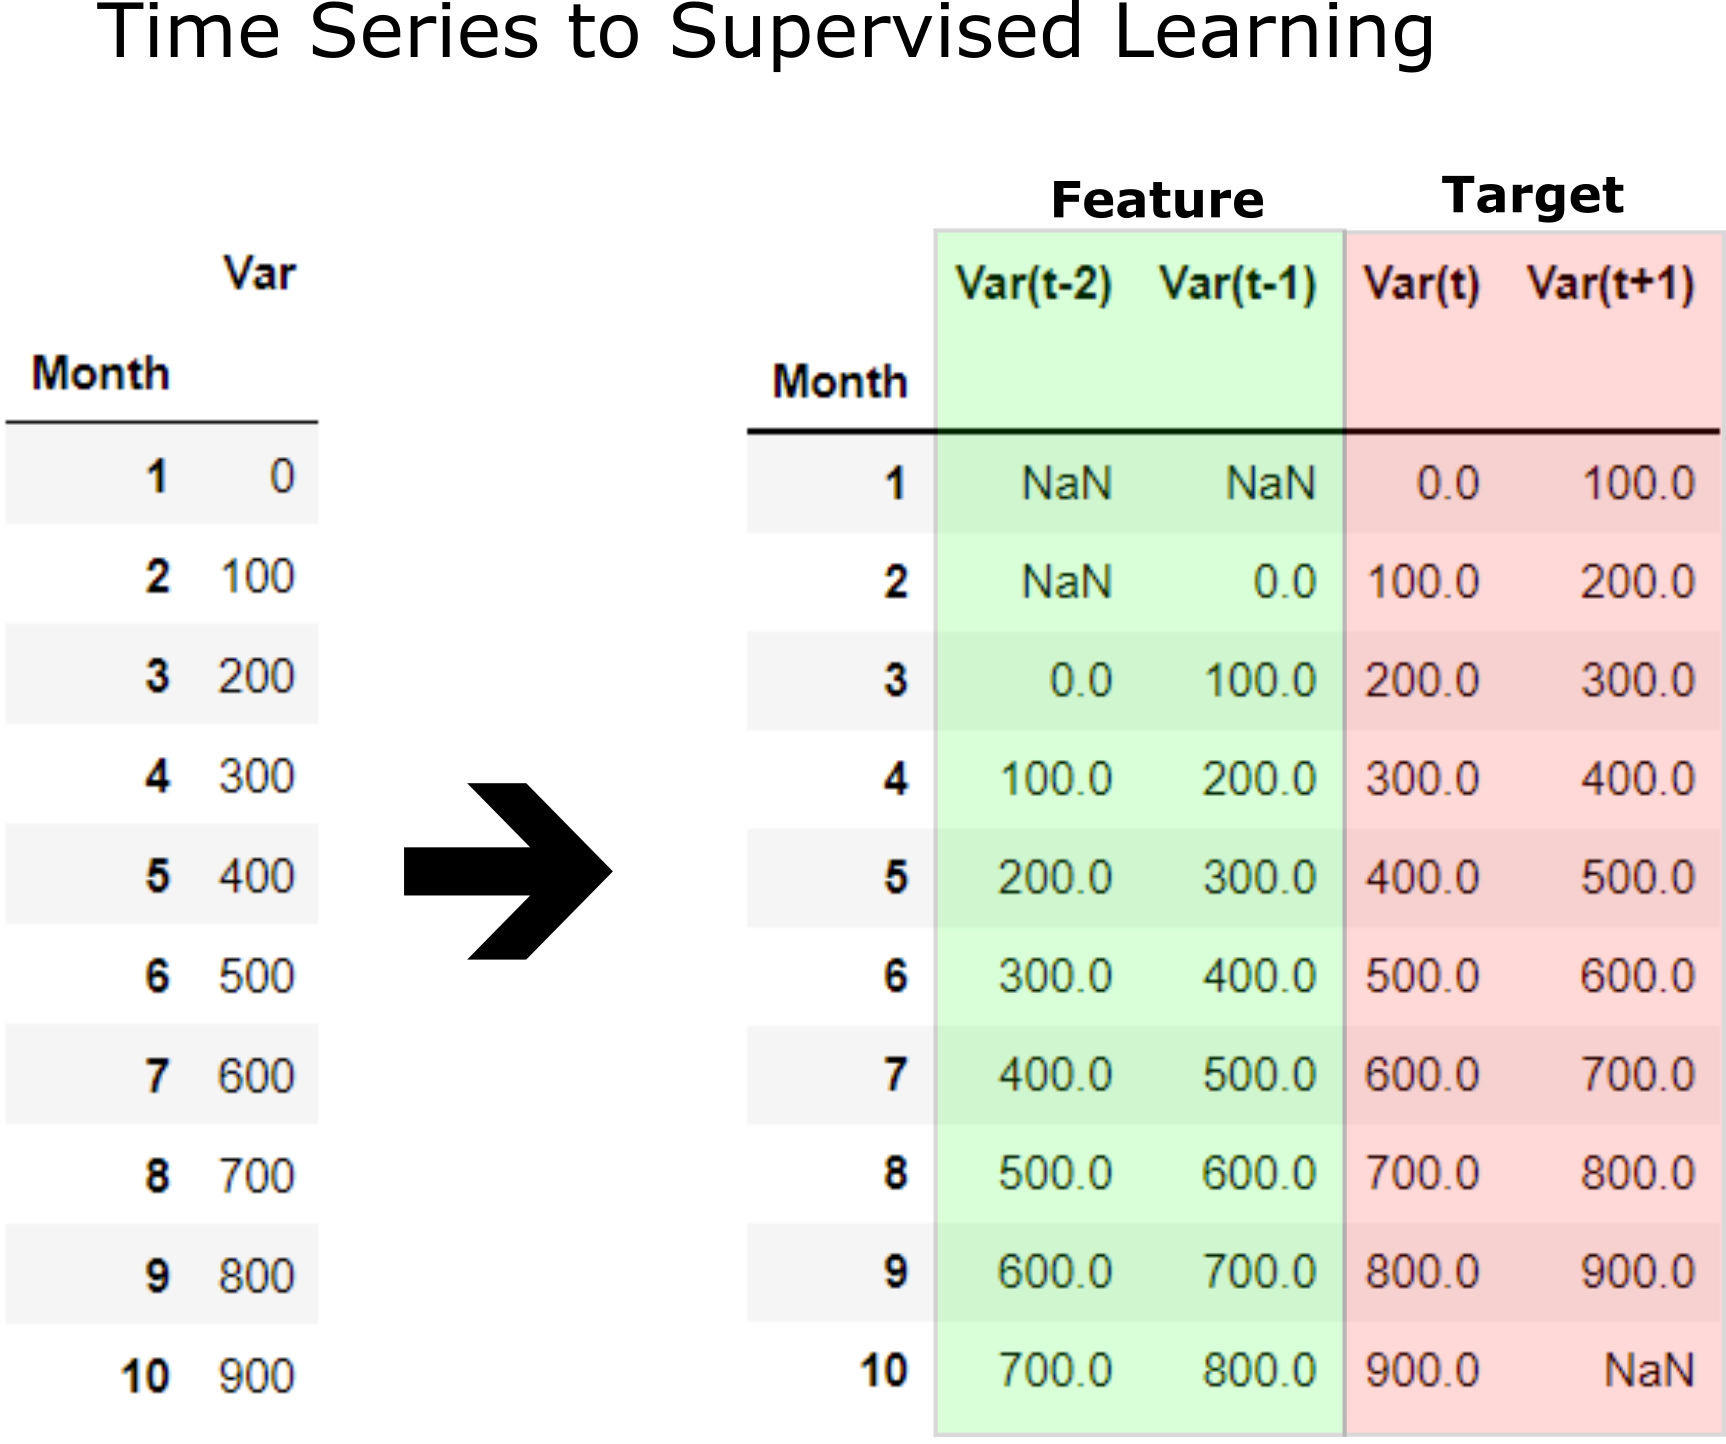 Time Series to Supervised Learning
Var
Month
1 0
2 100
3 200
4 300
5 400
6 500
7 600
8 700
9 800
10 900
Feature Target
Var(t-2) Var(t-1) Var(t) Var(t+1)
Month
1 NaN NaN 0.0 100.0
2 NaN 0.0 100.0 200.0
3 0.0 100.0 200.0 300.0
4 100.0 200.0 300.0 400.0
5 200.0 300.0 400.0 500.0
6 300.0 400.0 500.0 600.0
7 400.0 500.0 600.0 700.0
8 500.0 600.0 700.0 800.0
9 600.0 700.0 800.0 900.0
10 700.0 800.0 900.0 NaN